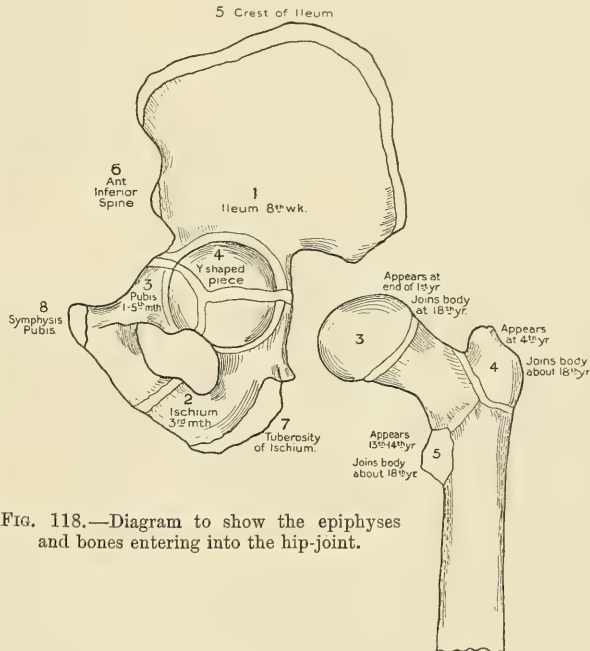 5 Crest of Ileum
6
Ant
Inferior
Spine
1
Ileum 8th wk.
4
Y shaped
piece
3
Pubis
1-5th mth
8
Symphysis
Pubis
2
Ischium
3rd mth
7
Tuberosity
of Ischium.
Appears at
end of 1st yr
Joins body
at 18th yr.
3
Appears
at 4th yr
4
Joins body
about 18th yr
Appears
13th-14th yr
5
Joins body
about 18th yr
FIG. 118.—Diagram to show the epiphyses
and bones entering into the hip-joint.